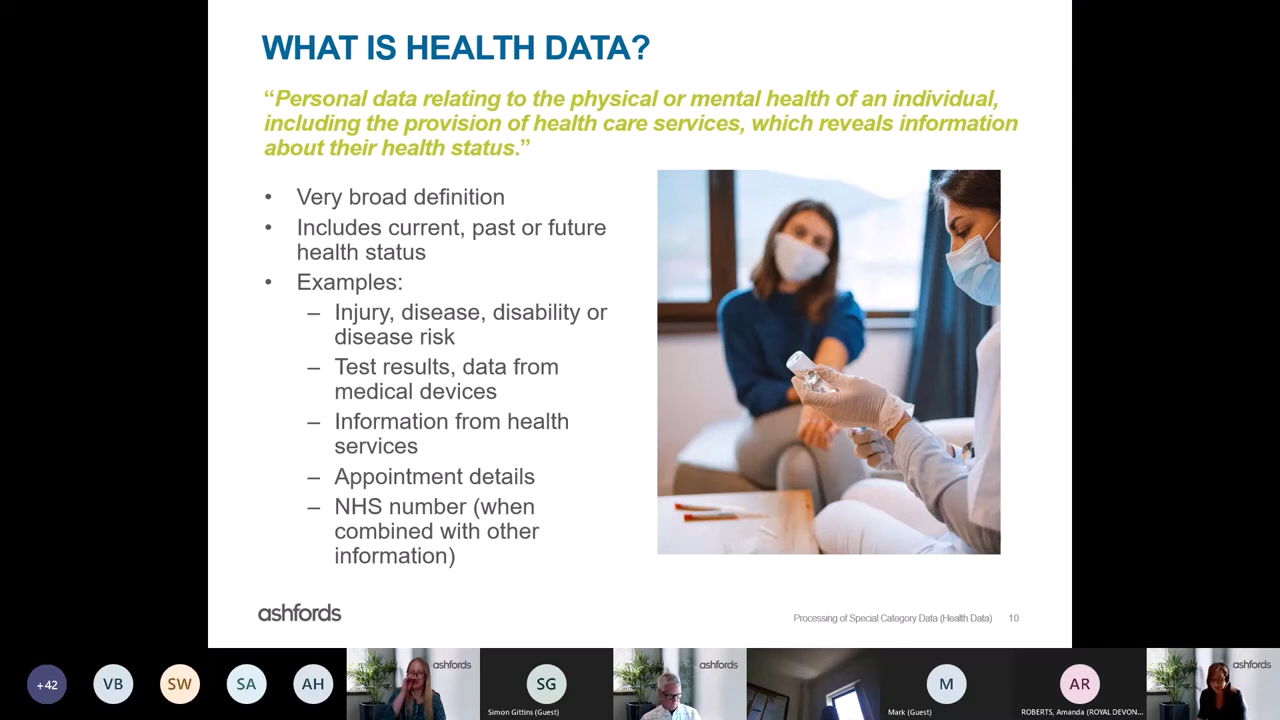 WHAT IS HEALTH DATA?
“Personal data relating to the physical or mental health of an individual,
including the provision of health care services, which reveals information
about their health status.”
• Very broad definition
• Includes current, past or future
health status
• Examples:
– Injury, disease, disability or
disease risk
– Test results, data from
medical devices
– Information from health
services
– Appointment details
– NHS number (when
combined with other
information)
ashfords
Processing of Special Category Data (Health Data) 10
+42
VB
SW
SA
AH
ashfords
SG
Simon Gittins (Guest)
ashfords
M
Mark (Guest)
AR
ROBERTS, Amanda (ROYAL DEVON...
ashfords